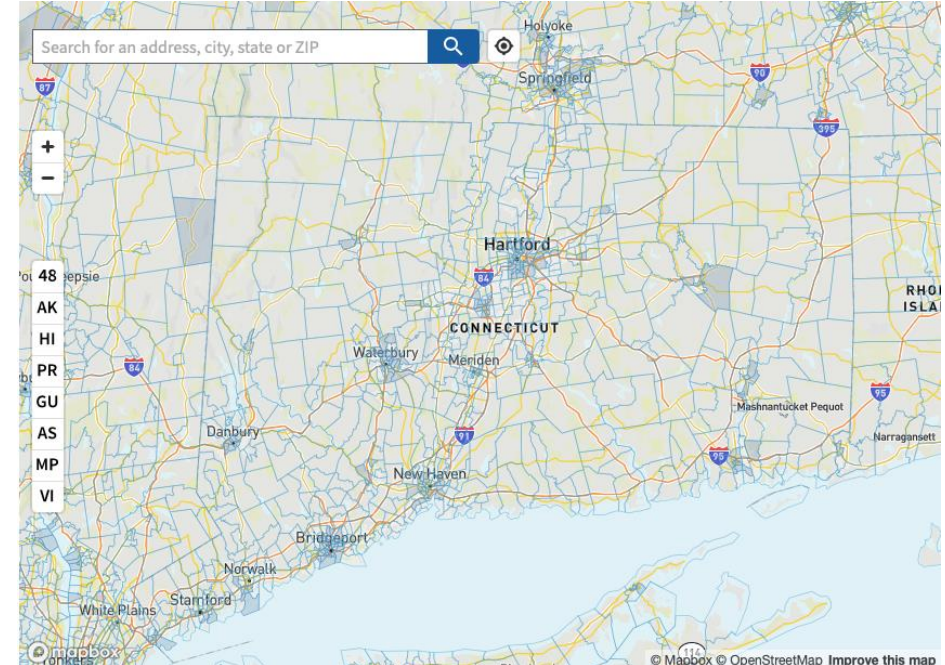 Holyoke
Search for an address, city, state or ZIP
90
Springfield
87
395
+
−
Hartford
48
84
AK
RHO
ISLA
HI
CONNECTICUT
Waterbury
Meriden
PR
84
95
GU
Mashnantucket Pequot
AS
Danbury
91
Narragansett
95
MP
New Haven
VI
Bridgeport
Norwalk
Stamford
White Plains
mapbox
114
© Mapbox © OpenStreetMap Improve this map